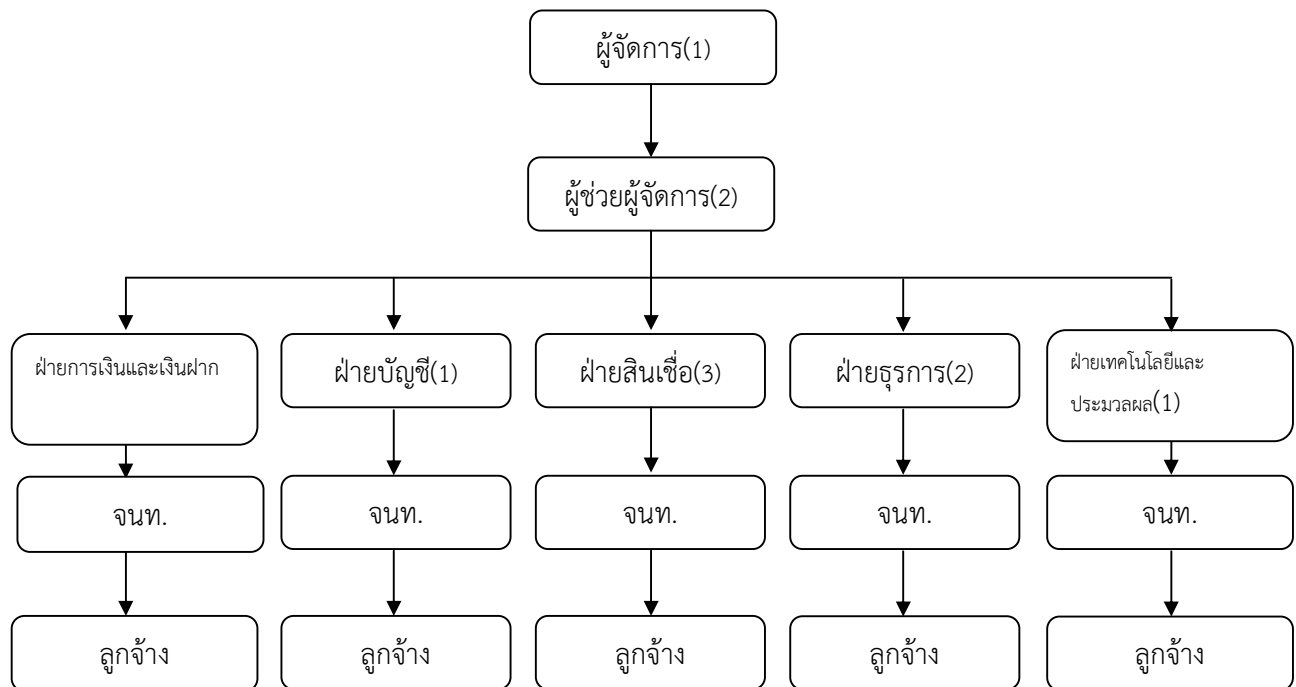 ผู้จัดการ(1)
ผู้ช่วยผู้จัดการ(2)
ฝ่ายการเงินและเงินฝาก
ฝ่ายบัญชี(1)
ฝ่ายสินเชื่อ(3)
ฝ่ายธุรการ(2)
ฝ่ายเทคโนโลยีและ
ประมวลผล(1)
จนท.
จนท.
จนท.
จนท.
จนท.
ลูกจ้าง
ลูกจ้าง
ลูกจ้าง
ลูกจ้าง
ลูกจ้าง